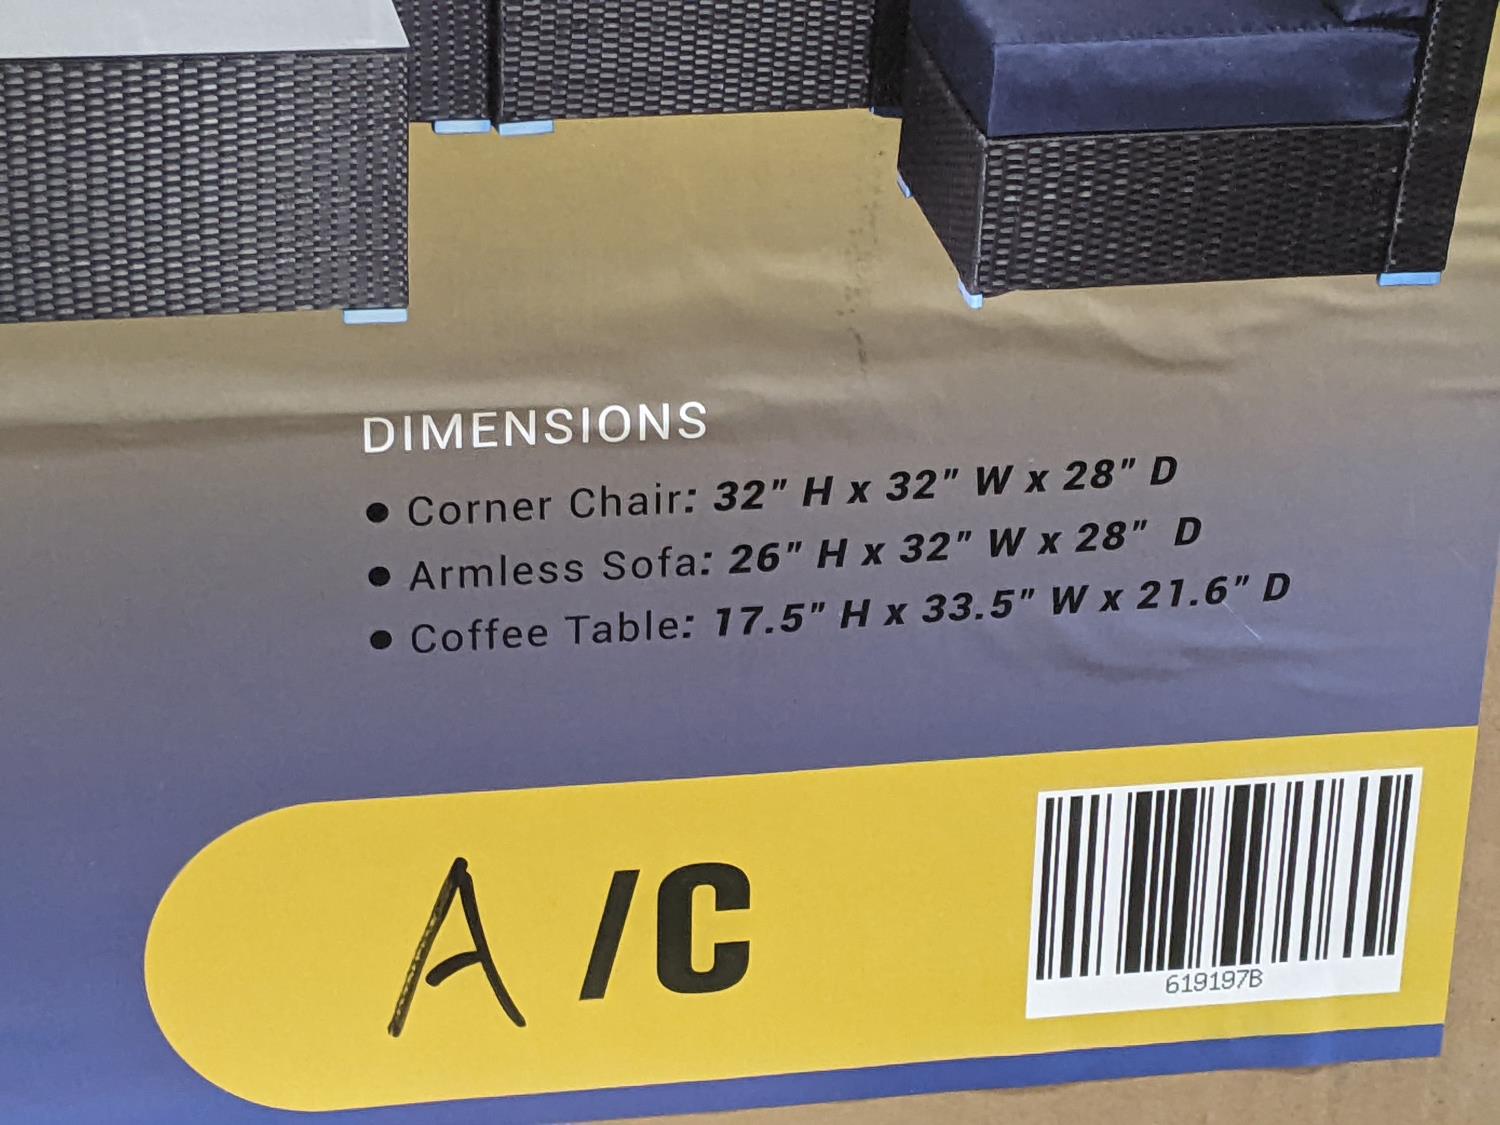 DIMENSIONS
● Corner Chair: 32" H x 32" W x 28" D
● Armless Sofa: 26" H x 32" W x 28" D
● Coffee Table: 17.5" H x 33.5" W x 21.6" D
A /C
619197B